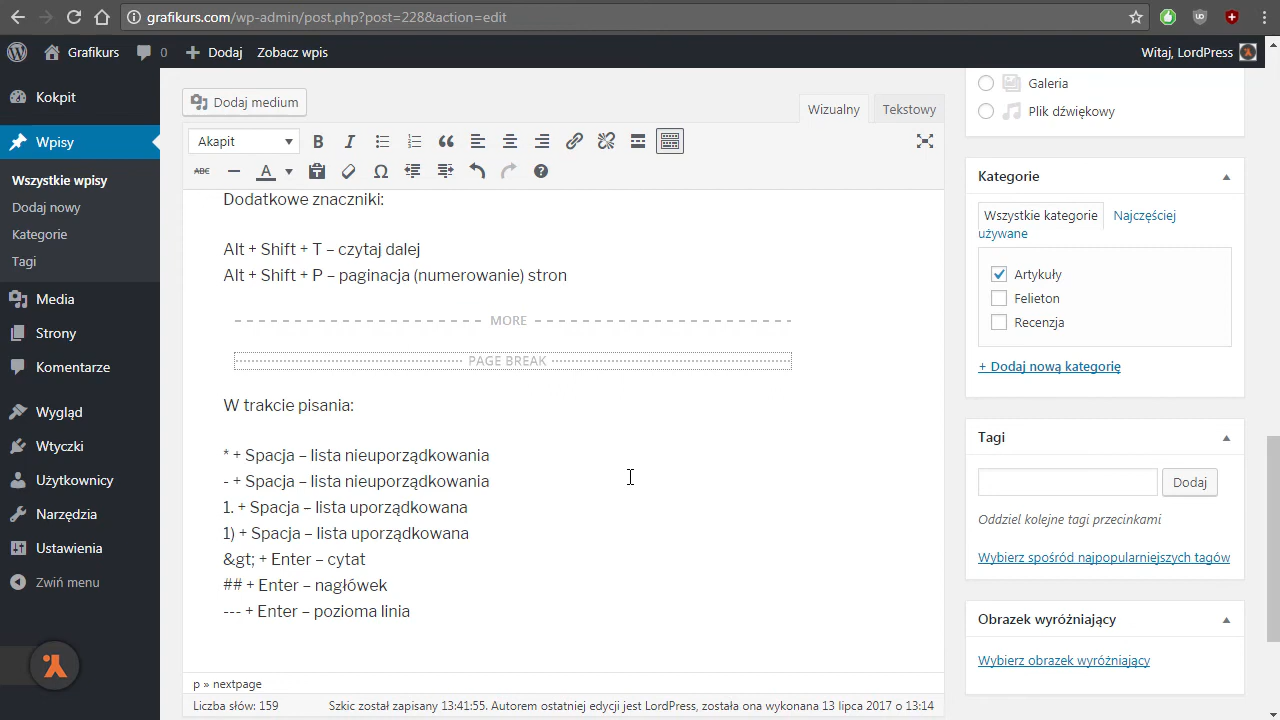 grafikurs.com/wp-admin/post.php?post=228&action=edit
Grafikurs
0
Dodaj
Zobacz wpis
Witaj, LordPress
Kokpit
Wpisy
Wszystkie wpisy
Dodaj nowy
Kategorie
Tagi
Media
Strony
Komentarze
Wygląd
Wtyczki
Użytkownicy
Narzędzia
Ustawienia
Zwiń menu
Dodaj medium
Wizualny
Tekstowy
Akapit
B I
ABC
A
Dodatkowe znaczniki:
Alt + Shift + T – czytaj dalej
Alt + Shift + P – paginacja (numerowanie) stron
MORE
PAGE BREAK
W trakcie pisania:
* + Spacja – lista nieuporządkowania
- + Spacja – lista nieuporządkowania
1. + Spacja – lista uporządkowana
1) + Spacja – lista uporządkowana
&gt; + Enter – cytat
## + Enter – nagłówek
--- + Enter – pozioma linia
p » nextpage
Liczba słów: 159
Szkic został zapisany 13:41:55. Autorem ostatniej edycji jest LordPress, została ona wykonana 13 lipca 2017 o 13:14
Galeria
Plik dźwiękowy
Kategorie
Wszystkie kategorie
Najczęściej
używane
Artykuły
Felieton
Recenzja
+ Dodaj nową kategorię
Tagi
Dodaj
Oddziel kolejne tagi przecinkami
Wybierz spośród najpopularniejszych tagów
Obrazek wyróżniający
Wybierz obrazek wyróżniający